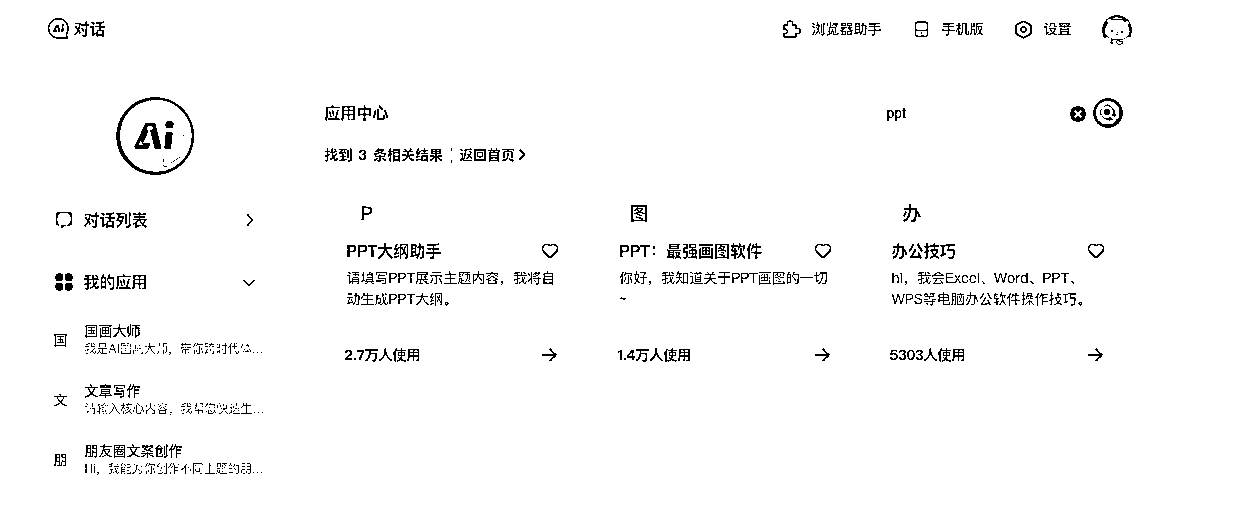 Ai 对话
浏览器助手 手机版 设置
Ai
应用中心
ppt
找到 3 条相关结果 返回首页
对话列表
我的应用
国
国画大师
我是AI国画大师，带你跨时代体...
文
文章写作
请输入核心内容，我帮您快速生...
朋
朋友圈文案创作
Hi，我能为你创作不同主题的朋...
P
PPT大纲助手
请填写PPT展示主题内容，我将自
动生成PPT大纲。
2.7万人使用
图
PPT：最强画图软件
你好，我知道关于PPT画图的一切
~
1.4万人使用
办
办公技巧
hi，我会Excel、Word、PPT、
WPS等电脑办公软件操作技巧。
5303人使用